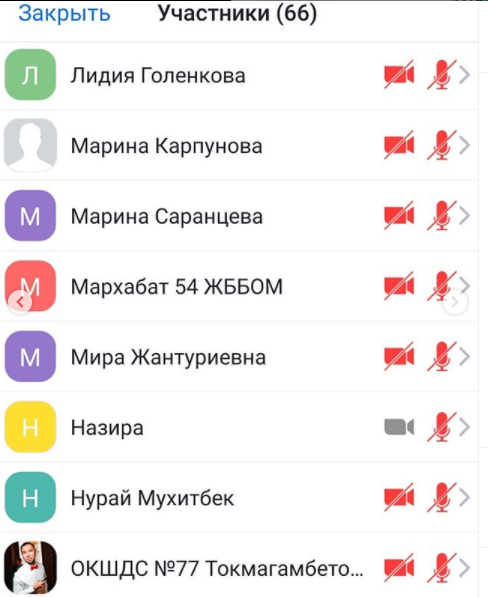 Закрыть Участники (66)
Л Лидия Голенкова
Марина Карпунова
М Марина Саранцева
М Мархабат 54 ЖББОМ
М Мира Жантуриевна
Н Назира
Н Нурай Мухитбек
ОКШДС №77 Токмагамбето...